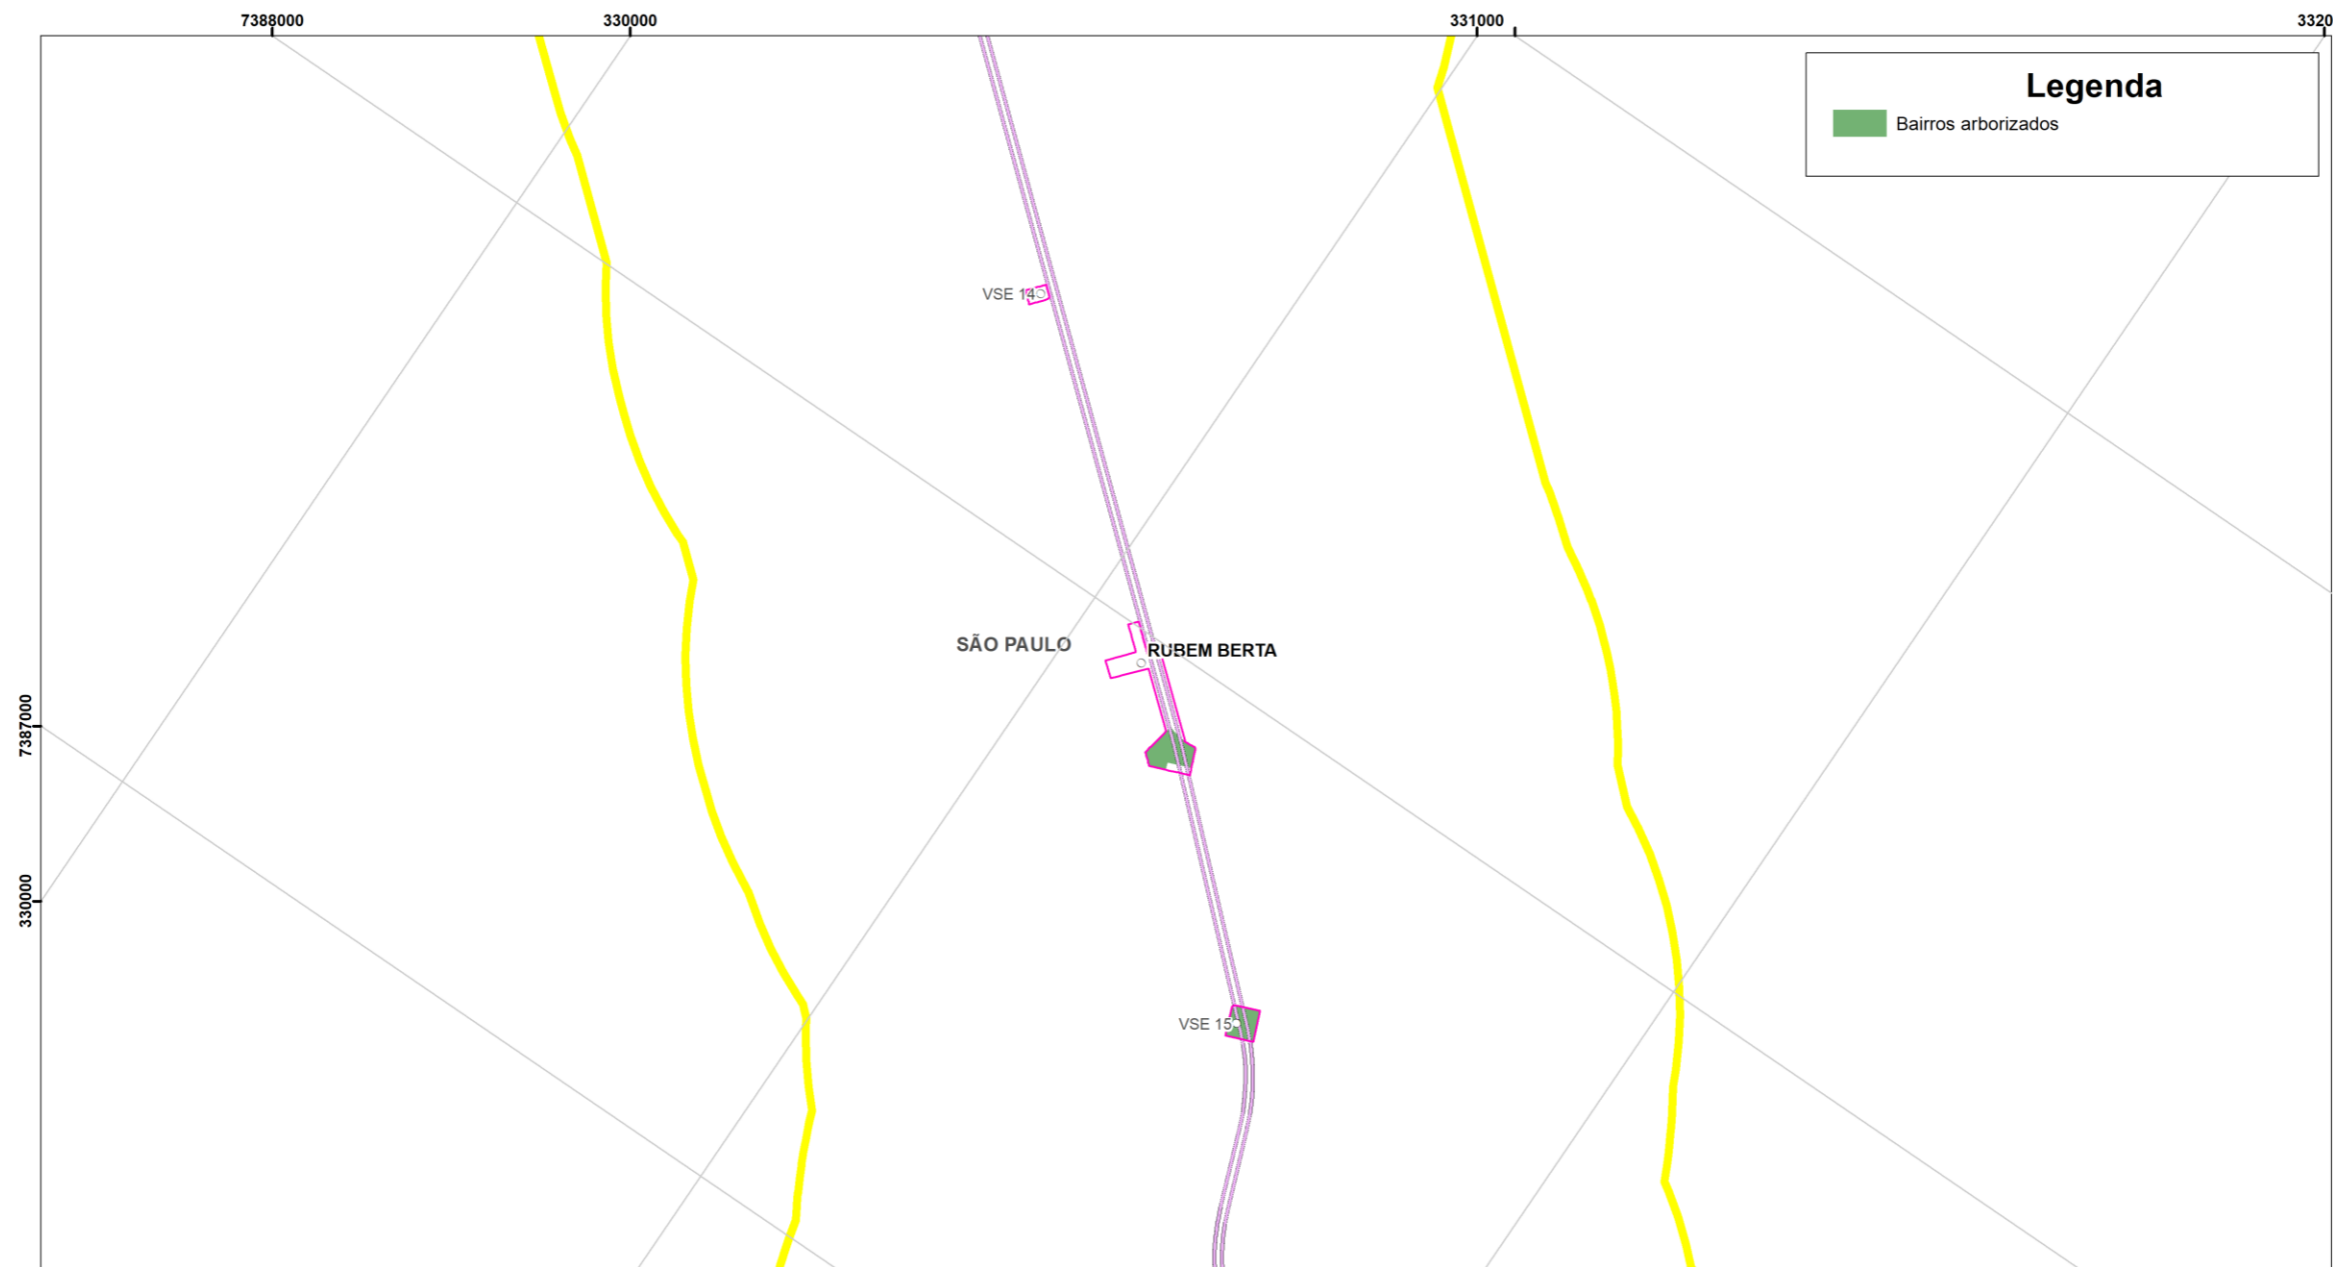 7388000
330000
331000
3320
Legenda
Bairros arborizados
VSE 14
SÃO PAULO
RUBEM BERTA
7387000
330000
VSE 15